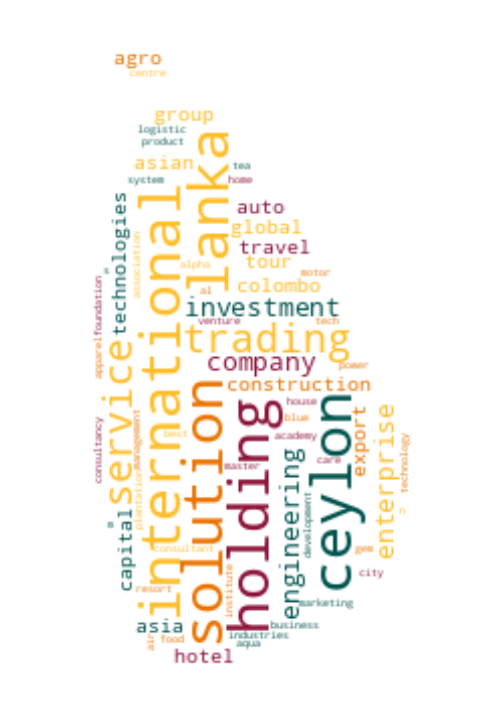 agro
centre
group
logistic
product
lanka
asian
tea
system
home
technologies
international
auto
global
travel
association
alpha
tour
motor
colombo
al
investment
foundation
venture
tech
trading
apparel
service
company
power
construction
solution
holding
ceylon
house
blue
export
enterprise
management
best
academy
consultancy
technology
care
master
engineering
plantation
development
capital
consultant
gem
city
resort
institute
marketing
asia
business
air
food
industries
aqua
hotel